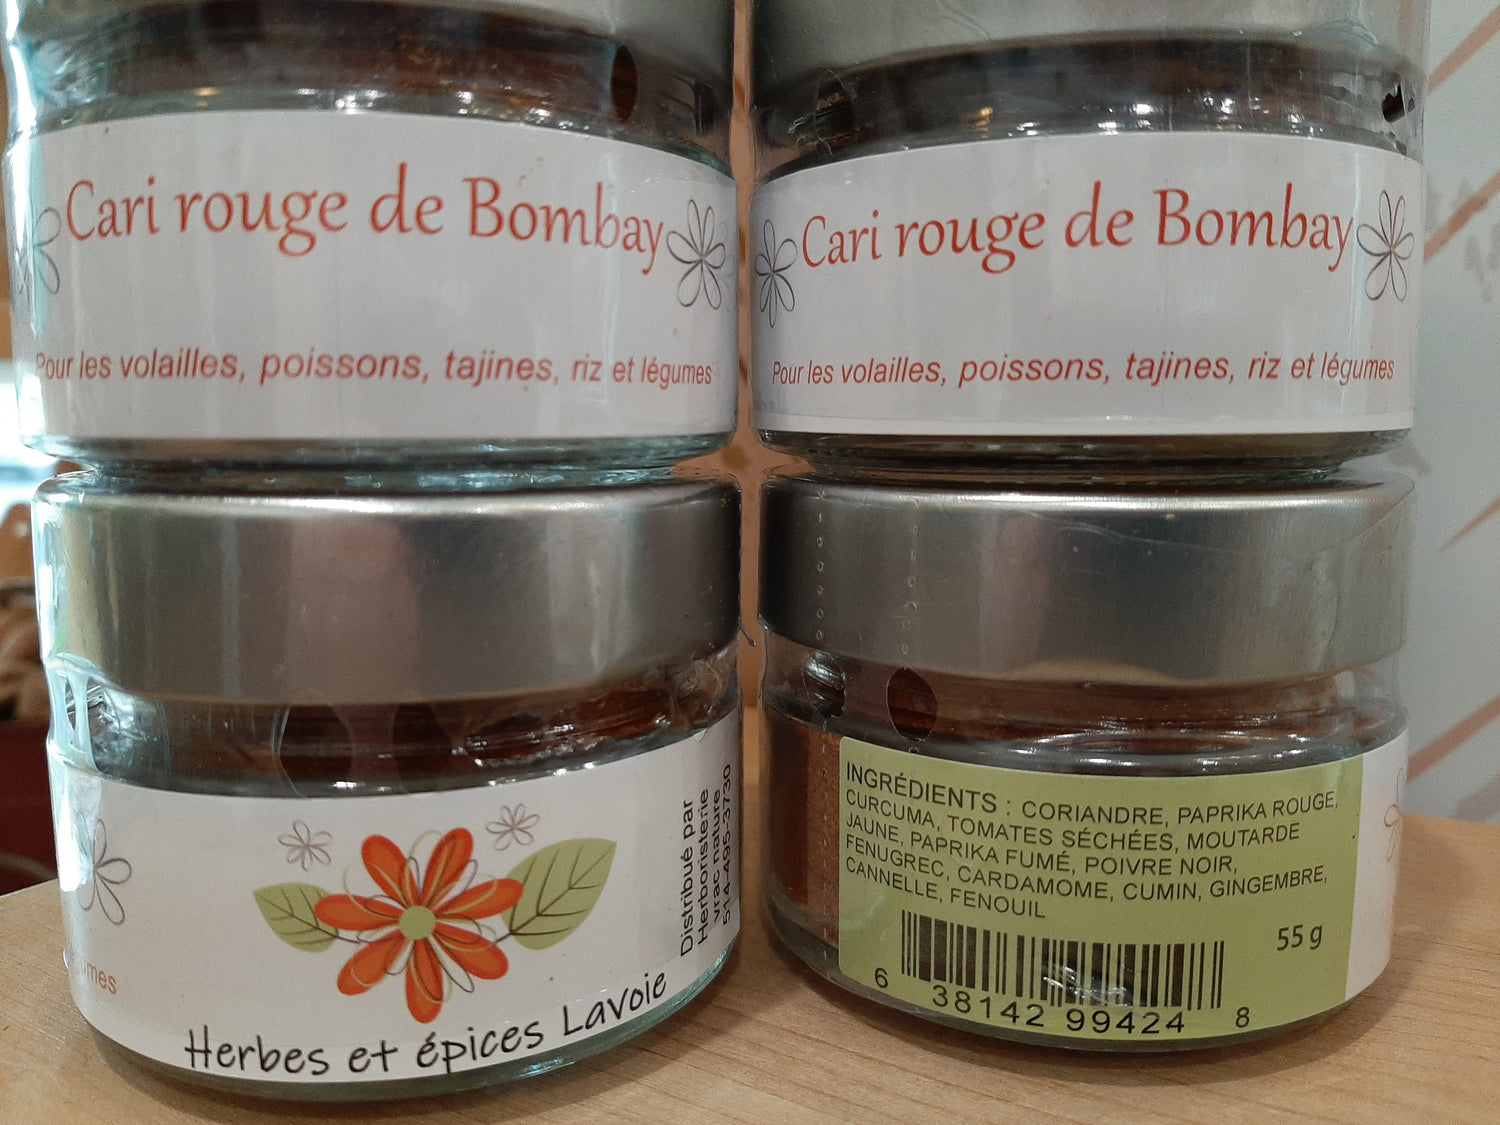 Cari rouge de Bombay
Pour les volailles, poissons, tajines, riz et légumes
Cari rouge de Bombay
Pour les volailles, poissons, tajines, riz et légumes
Distribué par
Herboristerie
vrac nature
514-495-3730
Herbes et épices Lavoie
INGRÉDIENTS : CORIANDRE, PAPRIKA ROUGE,
CURCUMA, TOMATES SÉCHÉES, MOUTARDE
JAUNE, PAPRIKA FUMÉ, POIVRE NOIR,
FENUGREC, CARDAMOME, CUMIN, GINGEMBRE,
CANNELLE, FENOUIL
55 g
6 38142 99424 8